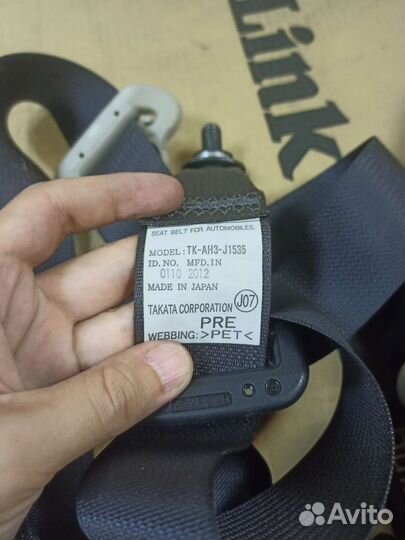 Link
SEAT BELT FOR AUTOMOBILES.
MODEL: TK-AH3-J1535
ID.NO. MFD.IN
0110 2012
MADE IN JAPAN
TAKATA CORPORATION J07
PRE
WEBBING: >PET<
Avito